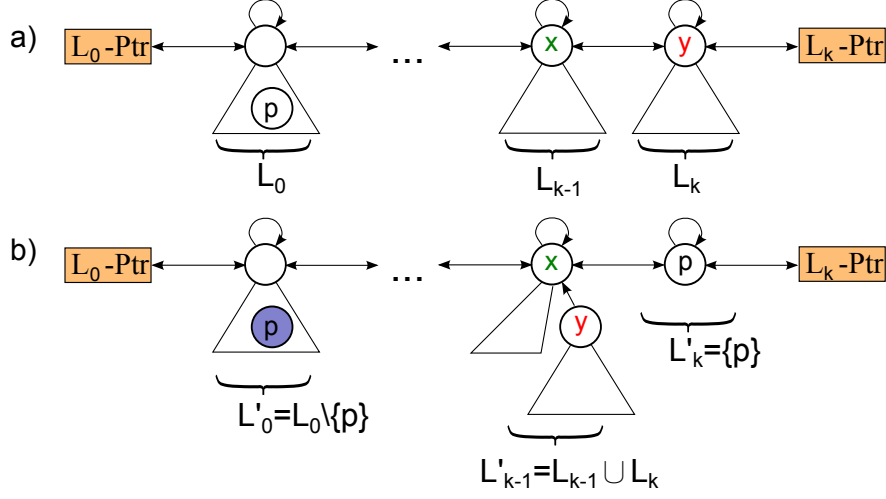 a)
L₀-Ptr ... x y Lₖ-Ptr
p
L₀ Lₖ₋₁ Lₖ
b)
L₀-Ptr ... x p Lₖ-Ptr
p y
L'ₖ={p}
L'₀=L₀\{p}
L'ₖ₋₁=Lₖ₋₁∪Lₖ